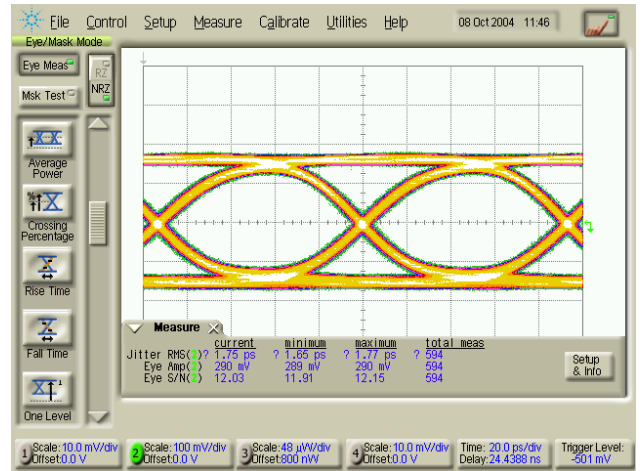 File Control Setup Measure Calibrate Utilities Help 08 Oct 2004 11:46
Eye/Mask Mode
Eye Meas
RZ
NRZ
Msk Test
Average
Power
Crossing
Percentage
Rise Time
Fall Time
One Level
Measure
current minimum maximum total meas
Jitter RMS(2)? 1.75 ps ? 1.65 ps ? 1.77 ps ? 594
Eye Amp(2) 290 mV 289 mV 290 mV 594
Eye S/N(2) 12.03 11.91 12.15 594
Setup
& Info
1 Scale: 10.0 mV/div
Offset:0.0 V
2 Scale: 100 mV/div
Offset:0.0 V
3 Scale: 48 µW/div
Offset:800 nW
4 Scale: 10.0 mV/div
Offset:0.0 V
Time: 20.0 ps/div
Delay:24.4388 ns
Trigger Level:
-501 mV